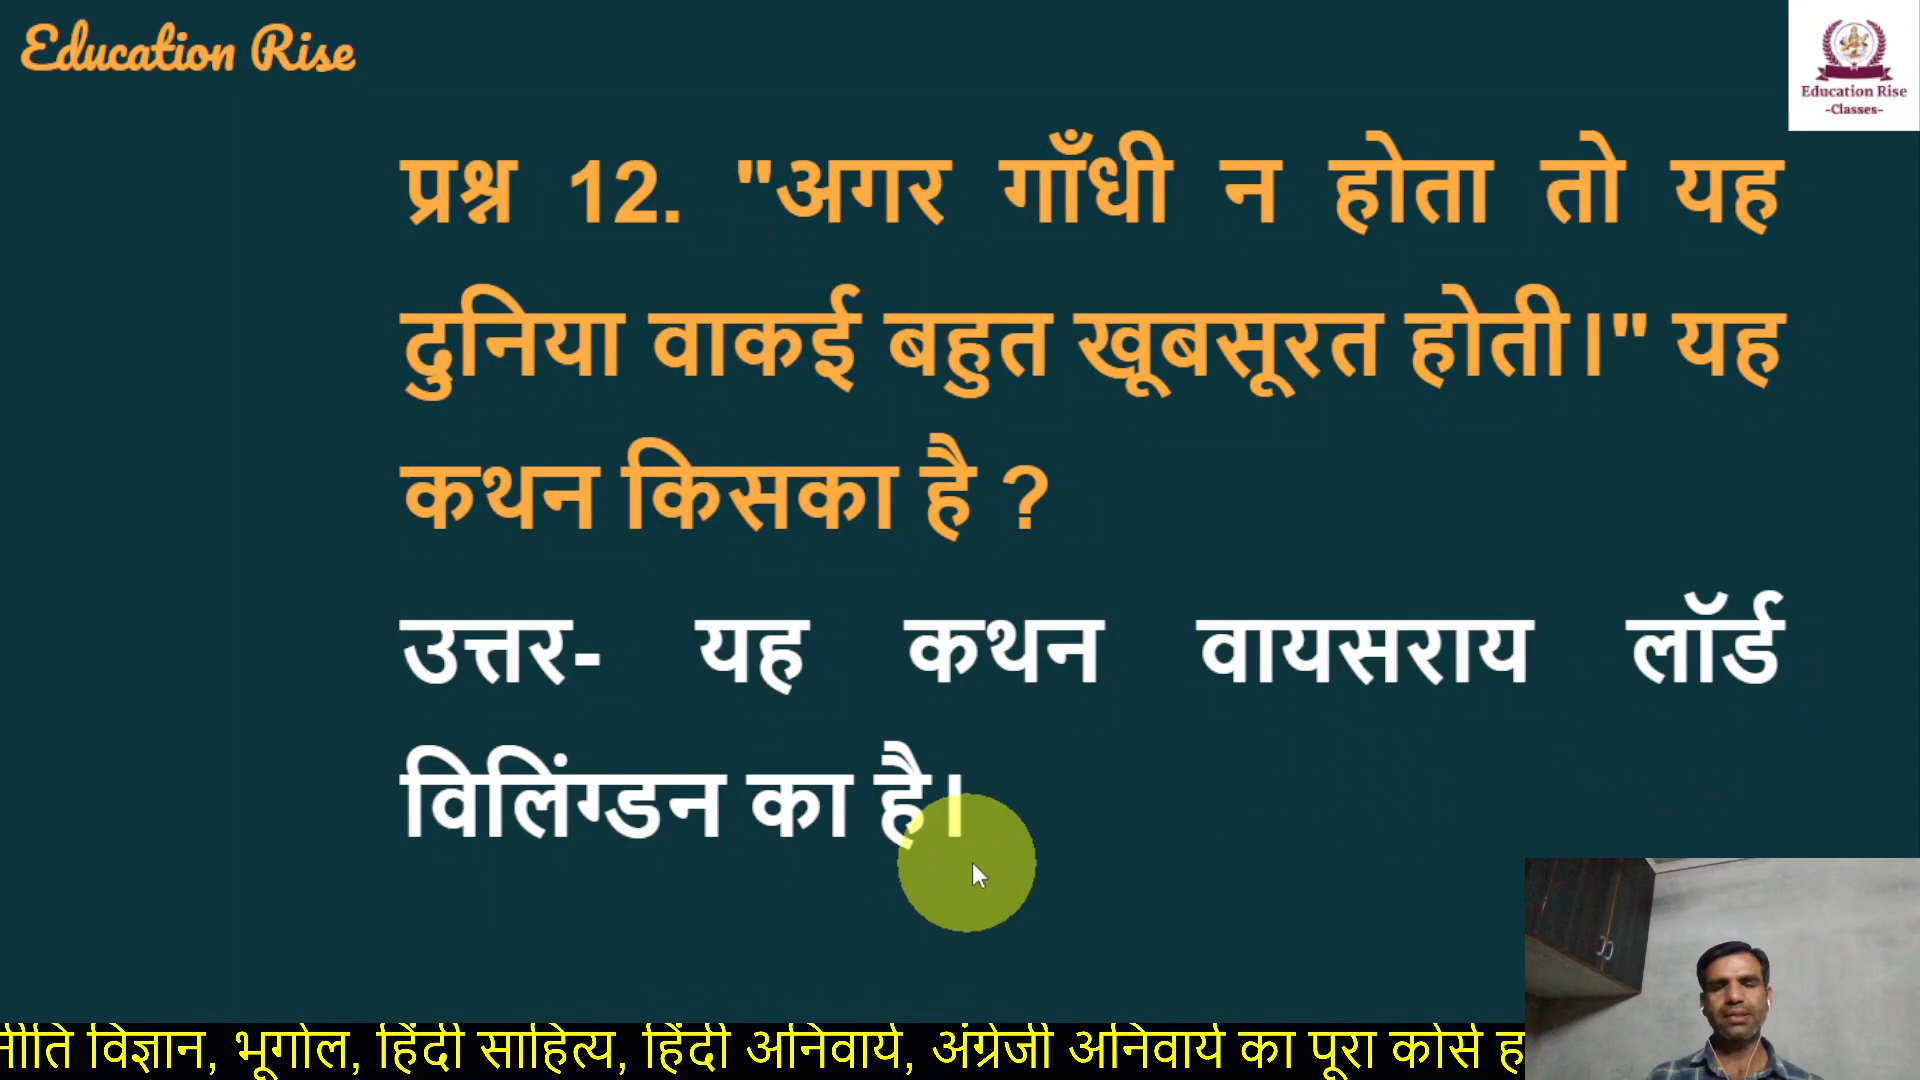 Education Rise
Education Rise
-Classes-
प्रश्न 12. "अगर गाँधी न होता तो यह
दुनिया वाकई बहुत खूबसूरत होती।" यह
कथन किसका है ?
उत्तर- यह कथन वायसराय लॉर्ड
विलिंग्डन का है।
विज्ञान, भूगोल, हिंदी साहित्य, हिंदी अनिवार्य, अंग्रेजी अनिवार्य का पूरा कोर्स